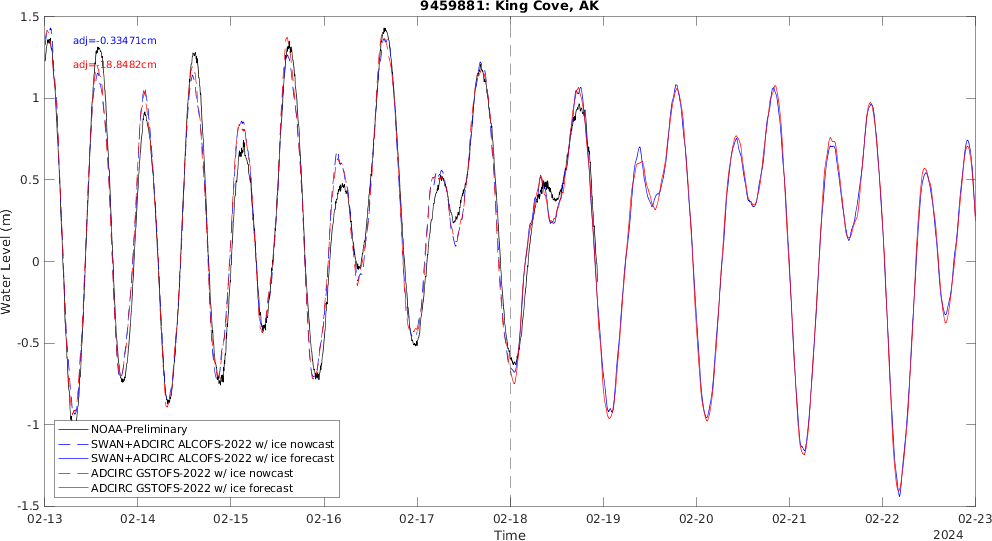 9459881: King Cove, AK
1.5
1
0.5
0
-0.5
-1
-1.5
Water Level (m)
adj=-0.33471cm
adj=-18.8482cm
NOAA-Preliminary
SWAN+ADCIRC ALCOFS-2022 w/ ice nowcast
SWAN+ADCIRC ALCOFS-2022 w/ ice forecast
ADCIRC GSTOFS-2022 w/ ice nowcast
ADCIRC GSTOFS-2022 w/ ice forecast
02-13 02-14 02-15 02-16 02-17 02-18 02-19 02-20 02-21 02-22 02-23
Time
2024